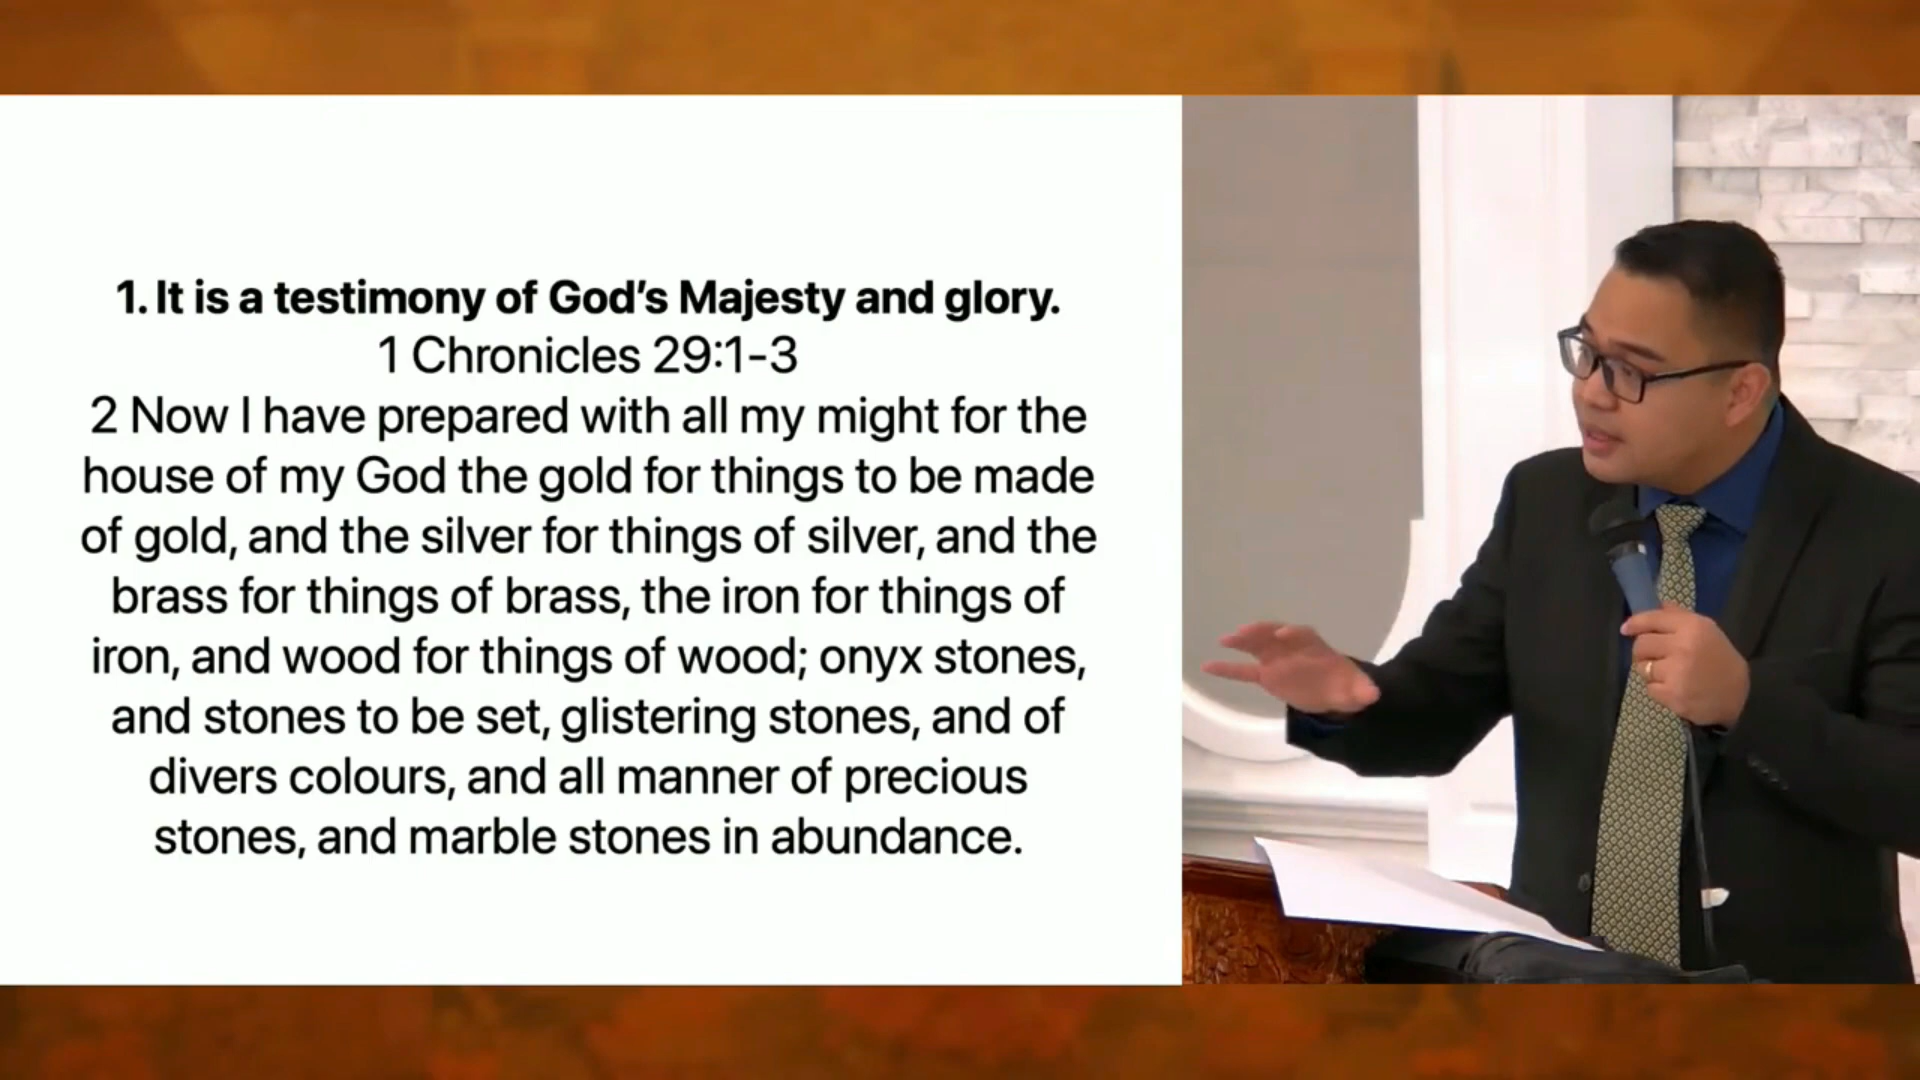 1. It is a testimony of God’s Majesty and glory.
1 Chronicles 29:1-3
2 Now I have prepared with all my might for the
house of my God the gold for things to be made
of gold, and the silver for things of silver, and the
brass for things of brass, the iron for things of
iron, and wood for things of wood; onyx stones,
and stones to be set, glistering stones, and of
divers colours, and all manner of precious
stones, and marble stones in abundance.